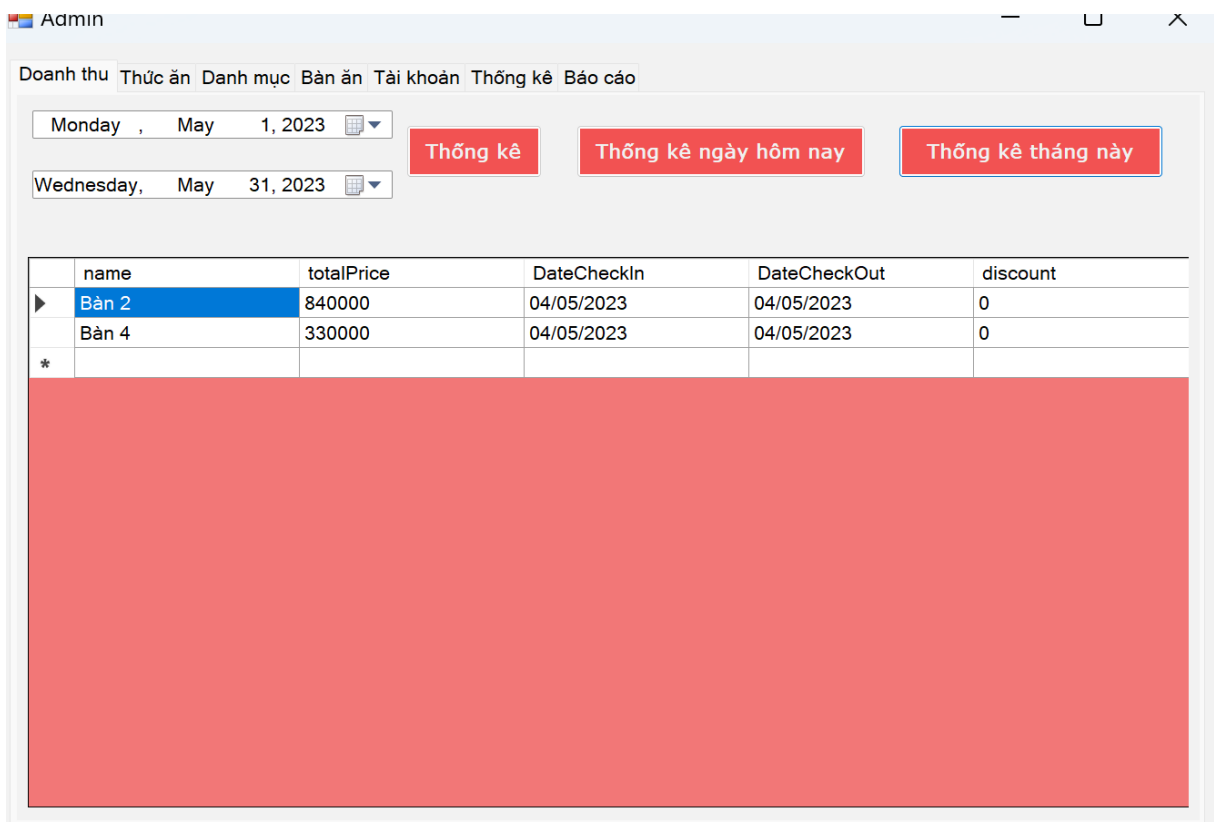 Admin
Doanh thu Thức ăn Danh mục Bàn ăn Tài khoản Thống kê Báo cáo
Monday , May 1, 2023
Thống kê Thống kê ngày hôm nay Thống kê tháng này
Wednesday, May 31, 2023
name totalPrice DateCheckIn DateCheckOut discount
Bàn 2 840000 04/05/2023 04/05/2023 0
Bàn 4 330000 04/05/2023 04/05/2023 0
*